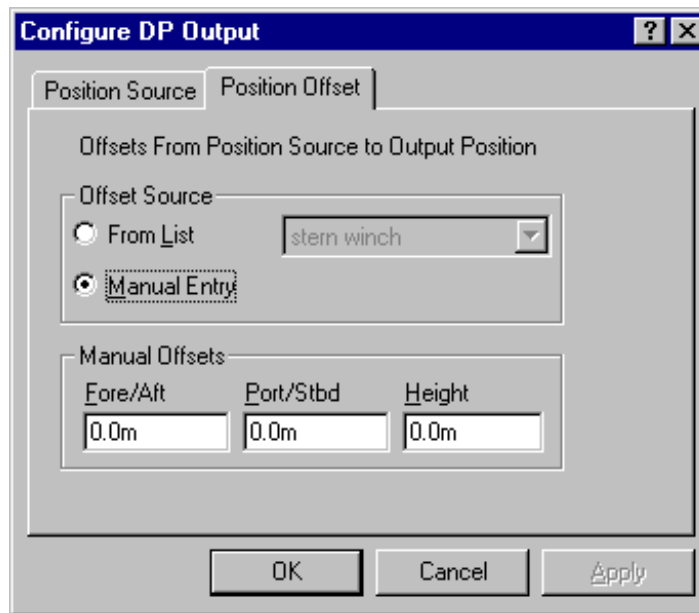 Configure DP Output
Position Source Position Offset
Offsets From Position Source to Output Position
Offset Source
From List stern winch
Manual Entry
Manual Offsets
Fore/Aft Port/Stbd Height
0.0m 0.0m 0.0m
OK Cancel Apply